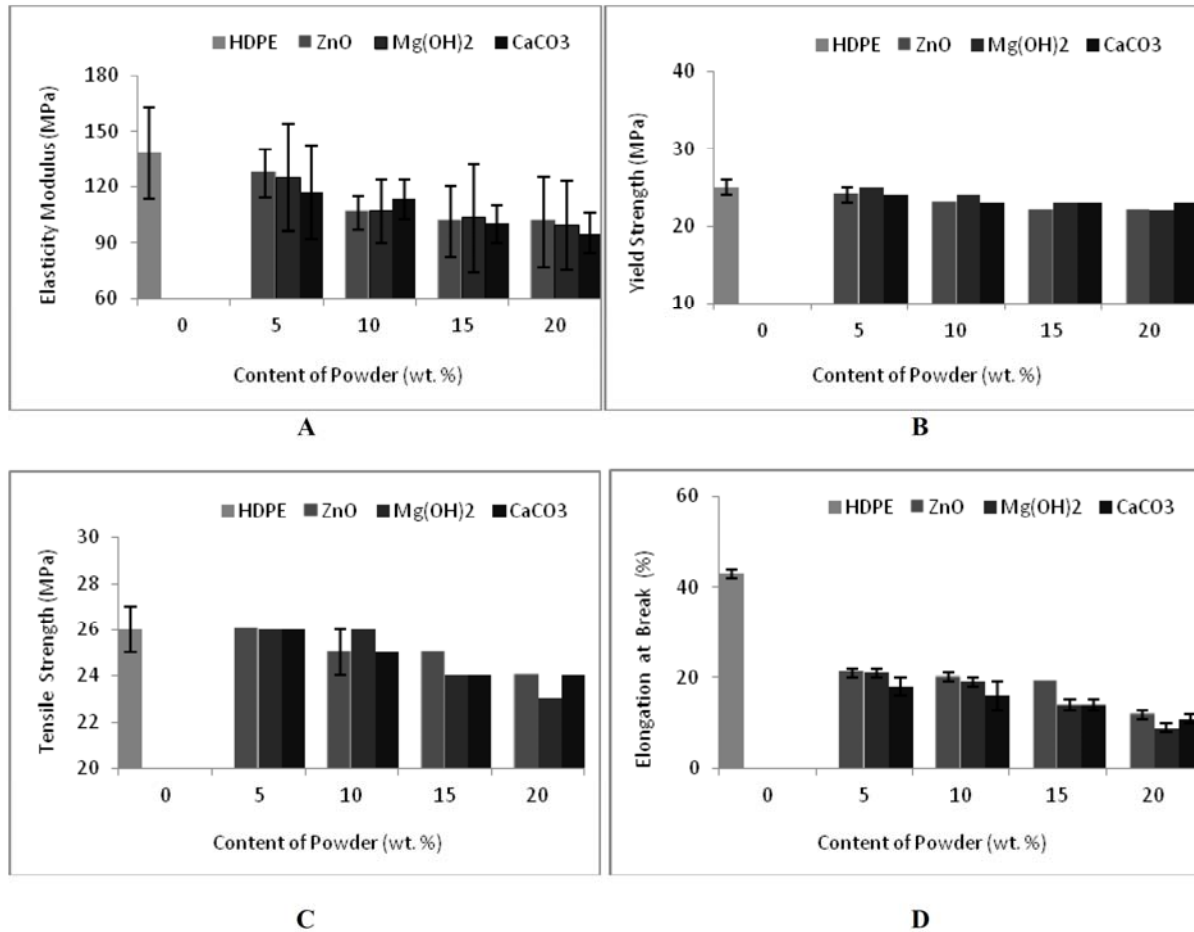 HDPE ZnO Mg(OH)2 CaCO3
180
150
120
90
60
Elasticity Modulus (MPa)
0 5 10 15 20
Content of Powder (wt. %)
A
HDPE ZnO Mg(OH)2 CaCO3
40
30
20
10
Yield Strength (MPa)
0 5 10 15 20
Content of Powder (wt. %)
B
HDPE ZnO Mg(OH)2 CaCO3
30
28
26
24
22
20
Tensile Strength (MPa)
0 5 10 15 20
Content of Powder (wt. %)
C
HDPE ZnO Mg(OH)2 CaCO3
60
40
20
0
Elongation at Break (%)
0 5 10 15 20
Content of Powder (wt. %)
D